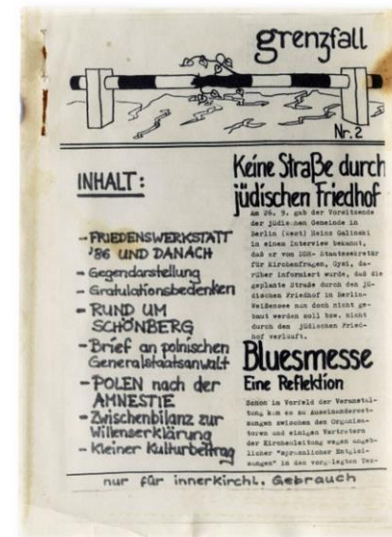 grenzfall
Nr. 2
INHALT:
- FRIEDENSWERKSTATT
'86 UND DANACH
- Gegendarstellung
- Gratulationsbedenken
- RUND UM
SCHÖNBERG
- Brief an polnischen
Generalstaatsanwalt
- POLEN nach der
AMNESTIE
- Zwischenbilanz zur
Willenserklärung
- Kleiner Kulturbeitrag
Keine Straße durch
jüdischen Friedhof
Am 26. 9. gab der Vorsitzende
der jüdischen Gemeinde in
Berlin (West) Heinz Galinski
in einem Interview bekannt,
daß er vom DDR- Staatssekretär
für Kirchenfragen, Gysi, da-
rüber informiert wurde, daß die
geplante Straße durch den jü-
dischen Friedhof in Berlin-
Weißensee nun doch nicht ge-
baut werden soll bzw. nicht
durch den jüdischen Fried-
hof verläuft.
Bluesmesse
Eine Reflektion
Schon im Vorfeld der Veranstal-
tung kam es zu Auseinanderset-
zungen zwischen den Organisa-
toren und einigen Vertretern
der Kirchenleitung wegen angeb-
licher "sprachlicher Entglei-
sungen" in den vorgelegten Tex-
nur für innerkirchl. Gebrauch